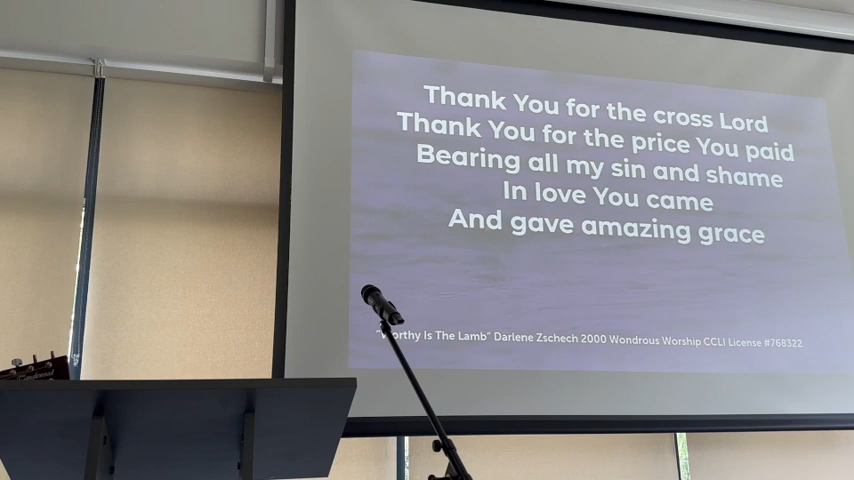 Thank You for the cross Lord
Thank You for the price You paid
Bearing all my sin and shame
In love You came
And gave amazing grace
"Worthy Is The Lamb" Darlene Zschech 2000 Wondrous Worship CCLI License #768322